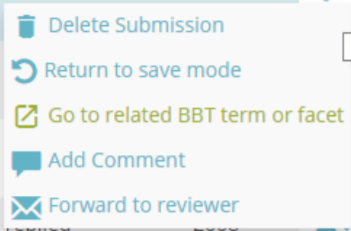 Delete Submission
Return to save mode
Go to related BBT term or facet
Add Comment
Forward to reviewer